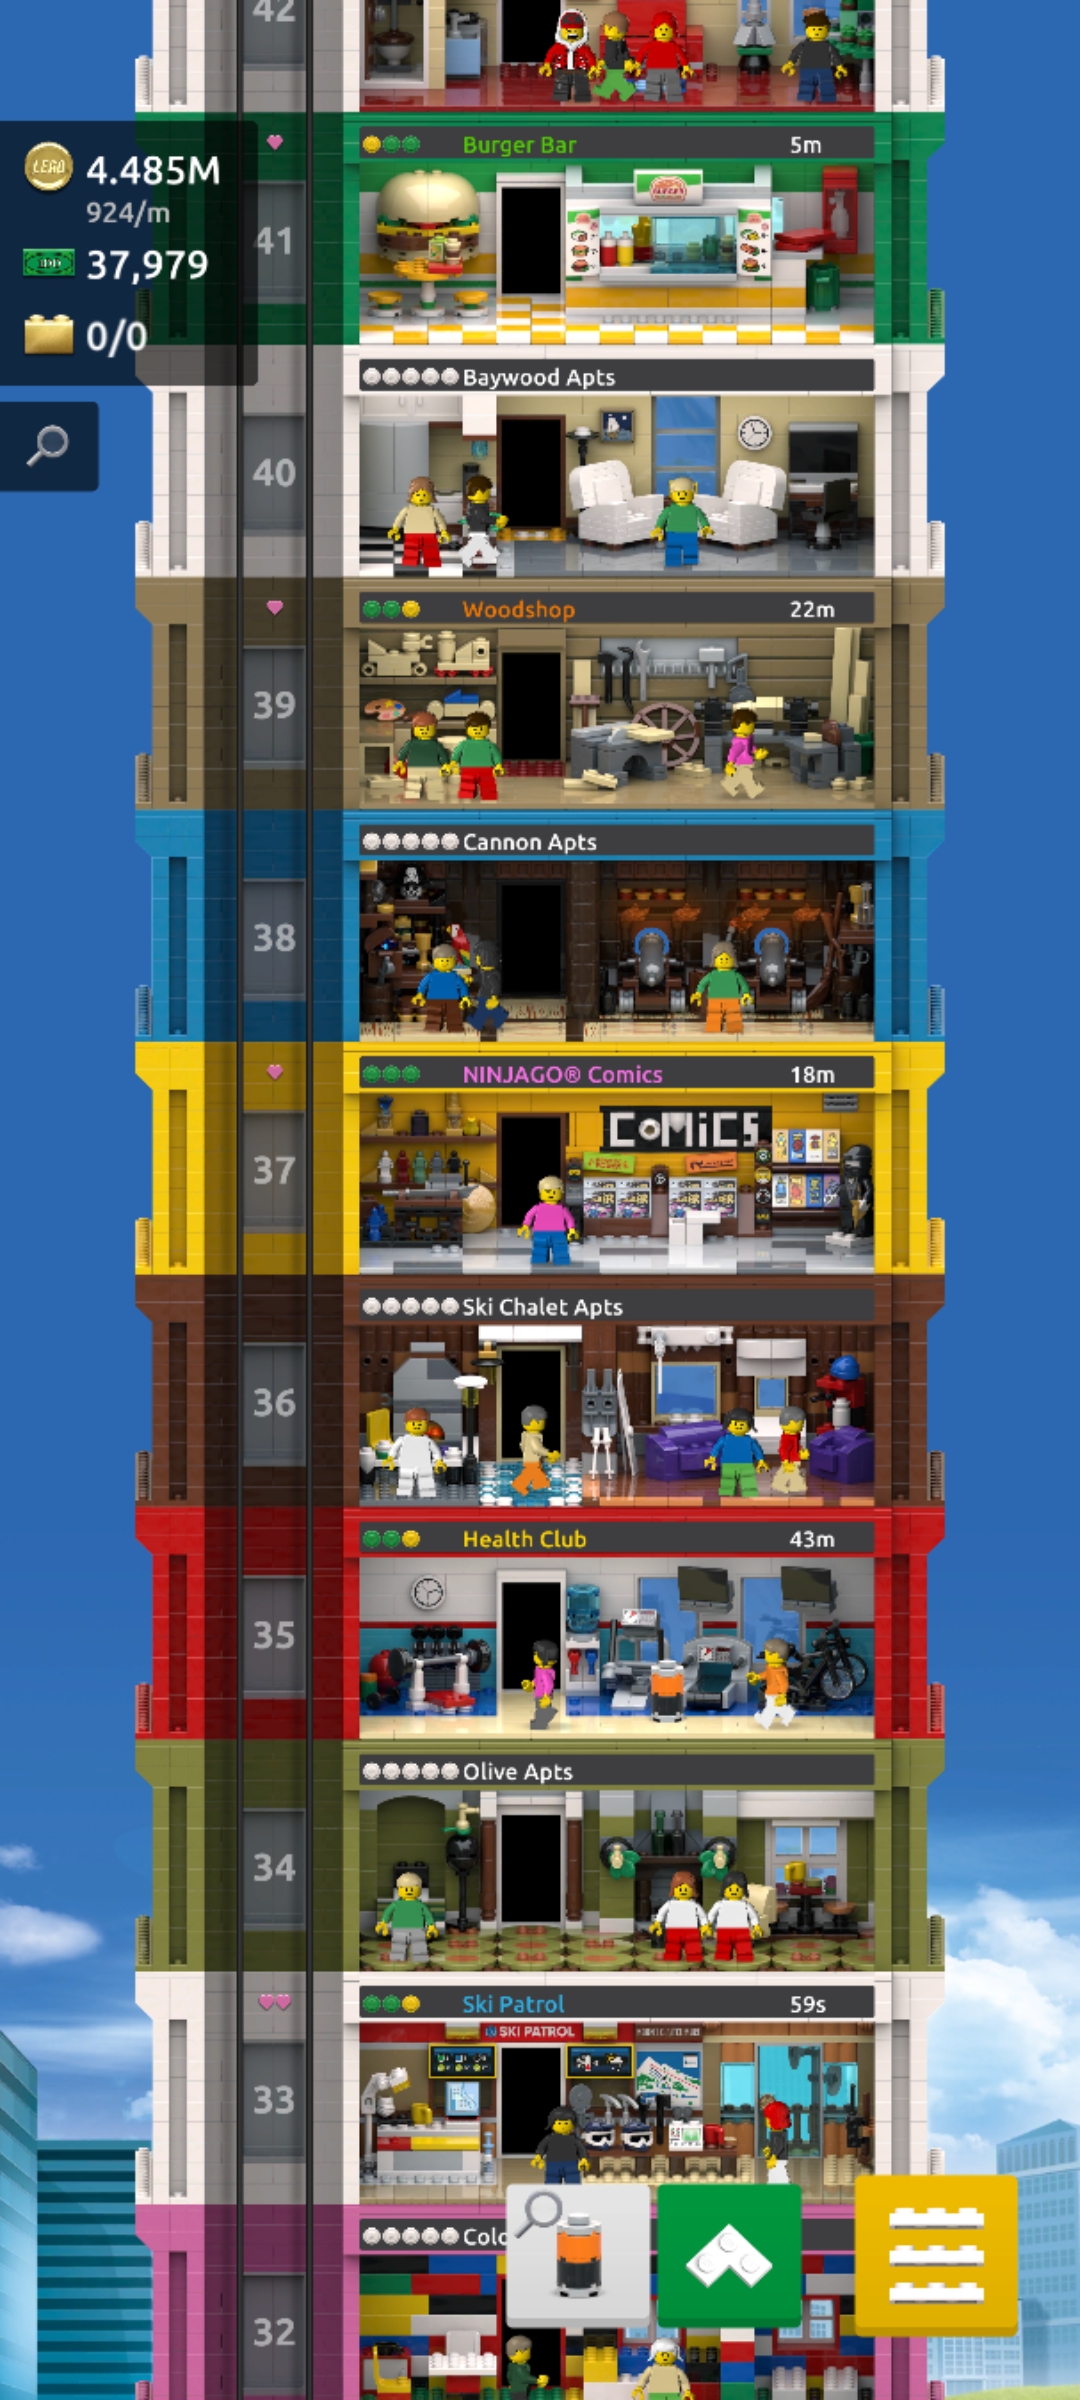 42
Burger Bar 5m
LEGO 4.485M
924/m
37,979
0/0
41
Baywood Apts
40
Woodshop 22m
39
Cannon Apts
38
NINJAGO® Comics 18m
COMiCS
37
Ski Chalet Apts
36
Health Club 43m
35
Olive Apts
34
Ski Patrol 59s
SKI PATROL
33
Colo
32